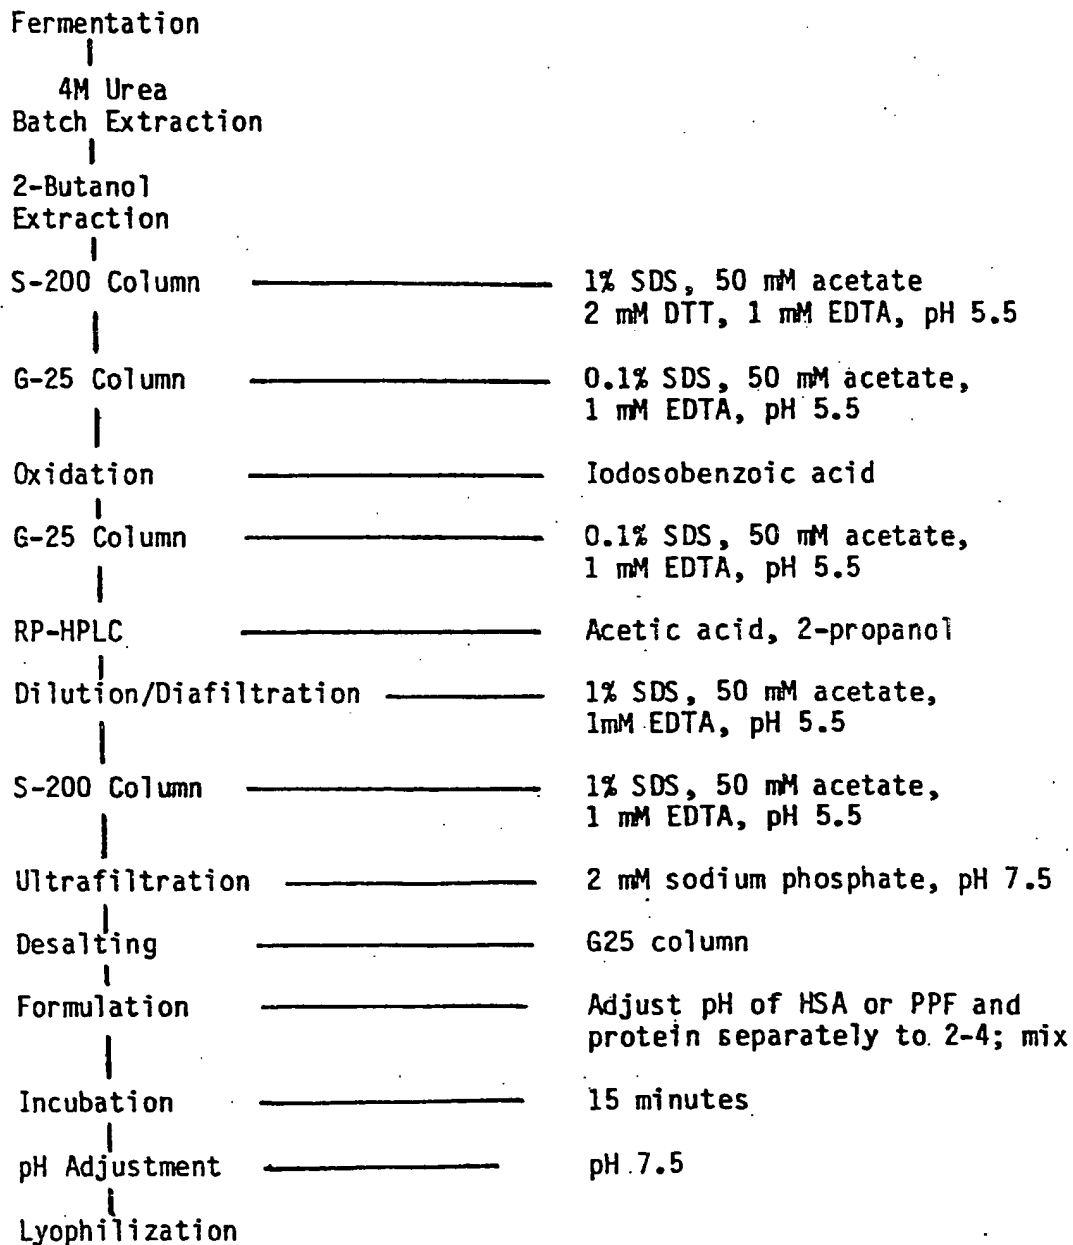 Fermentation
4M Urea
Batch Extraction
2-Butanol
Extraction
S-200 Column
1% SDS, 50 mM acetate
2 mM DTT, 1 mM EDTA, pH 5.5
G-25 Column
0.1% SDS, 50 mM acetate,
1 mM EDTA, pH 5.5
Oxidation
Iodosobenzoic acid
G-25 Column
0.1% SDS, 50 mM acetate,
1 mM EDTA, pH 5.5
RP-HPLC
Acetic acid, 2-propanol
Dilution/Diafiltration
1% SDS, 50 mM acetate,
1mM EDTA, pH 5.5
S-200 Column
1% SDS, 50 mM acetate,
1 mM EDTA, pH 5.5
Ultrafiltration
2 mM sodium phosphate, pH 7.5
Desalting
G25 column
Formulation
Adjust pH of HSA or PPF and
protein separately to 2-4; mix
Incubation
15 minutes
pH Adjustment
pH 7.5
Lyophilization